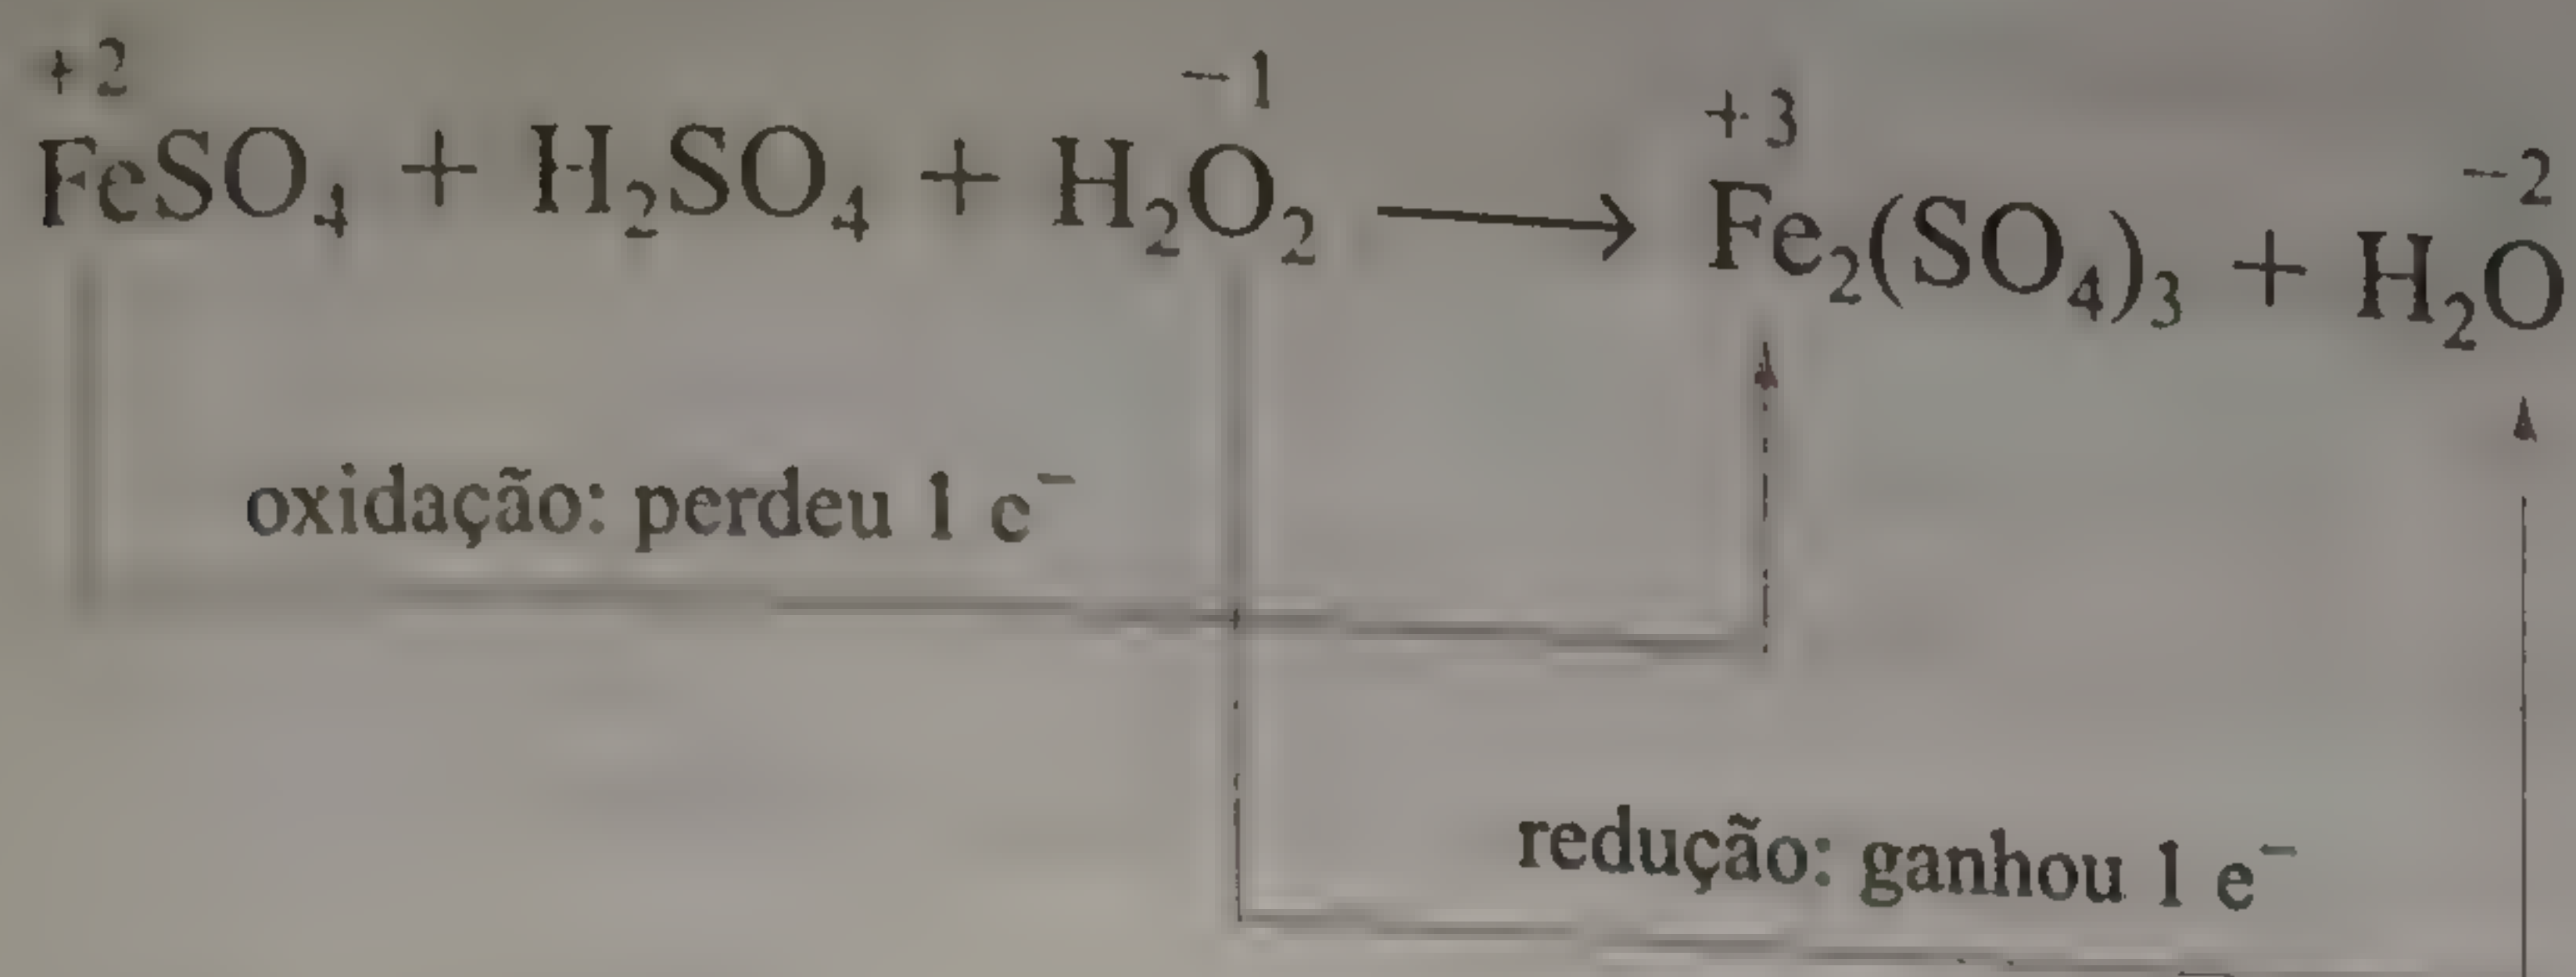 +2 −1 +3 −2
FeSO₄ + H₂SO₄ + H₂O₂ → Fe₂(SO₄)₃ + H₂O
oxidação: perdeu 1 e⁻
redução: ganhou 1 e⁻